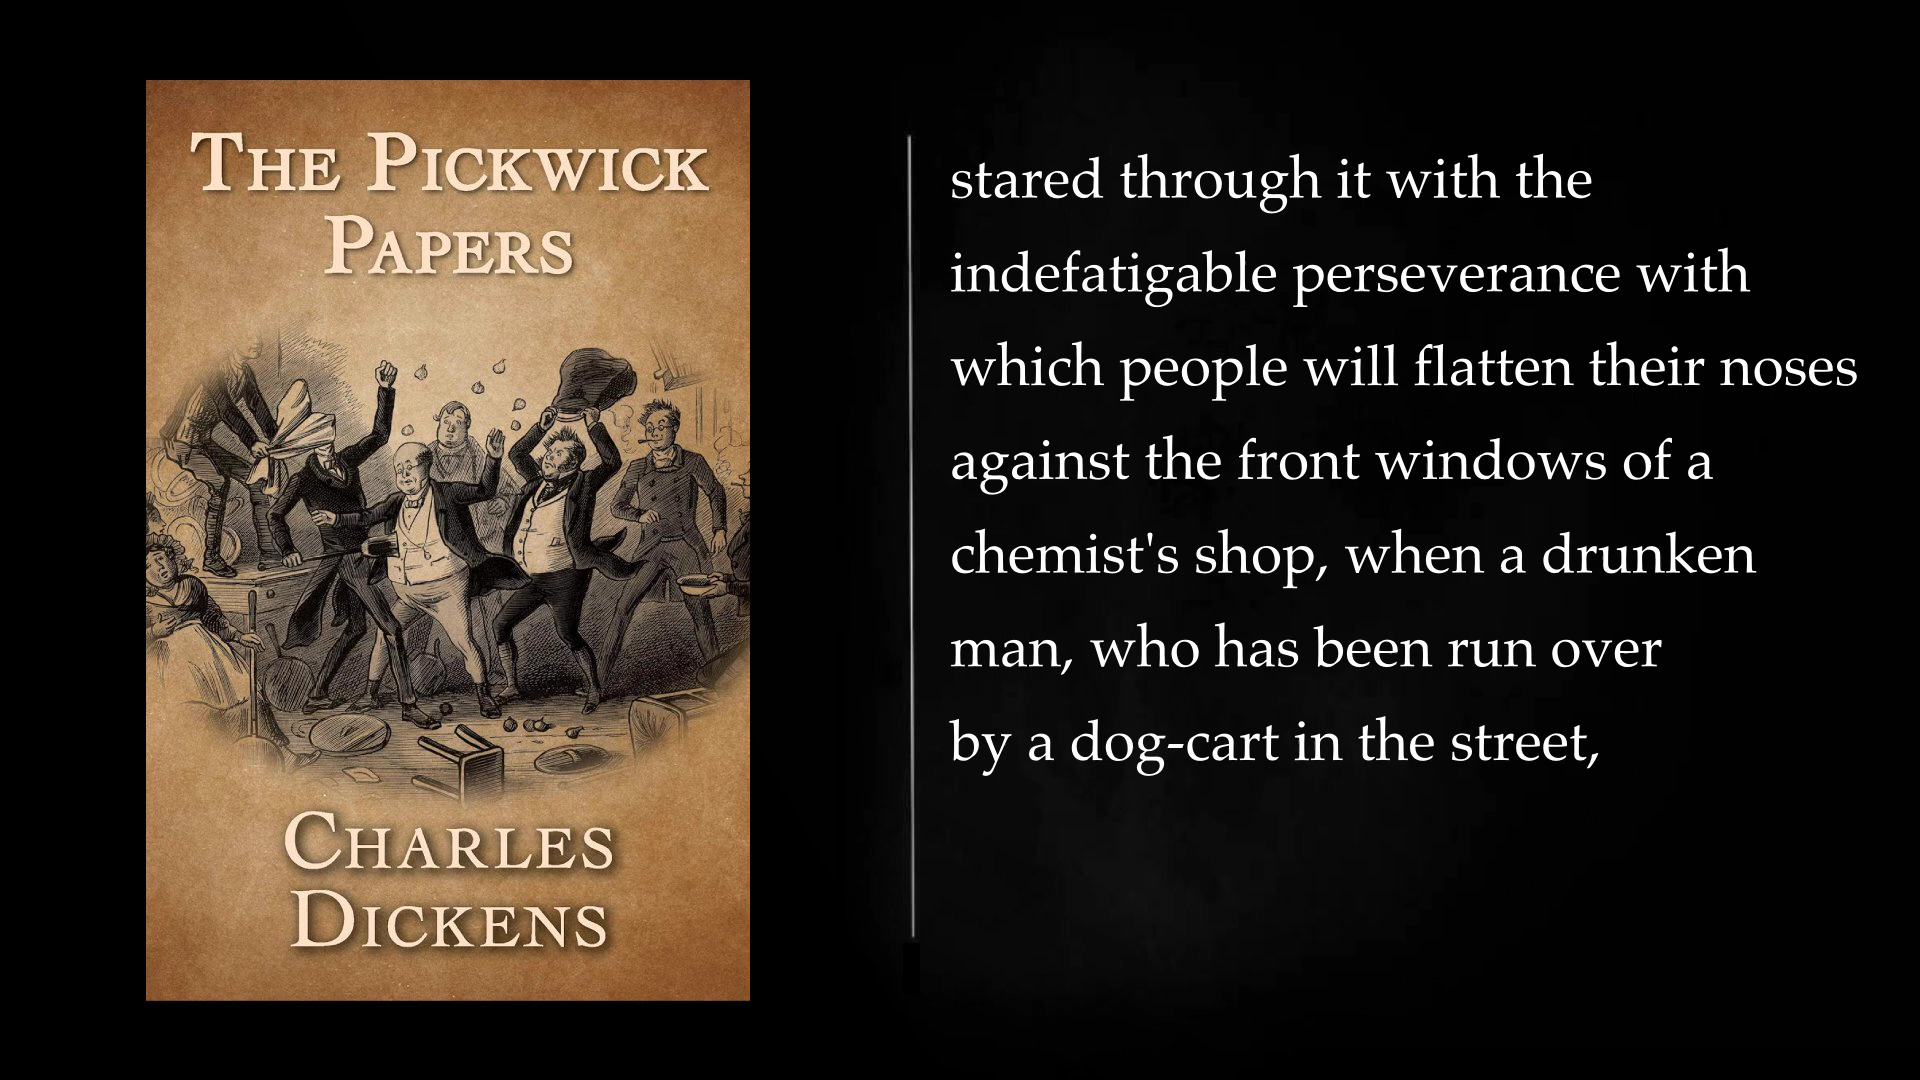 The Pickwick
Papers
Charles
Dickens
stared through it with the
indefatigable perseverance with
which people will flatten their noses
against the front windows of a
chemist's shop, when a drunken
man, who has been run over
by a dog-cart in the street,